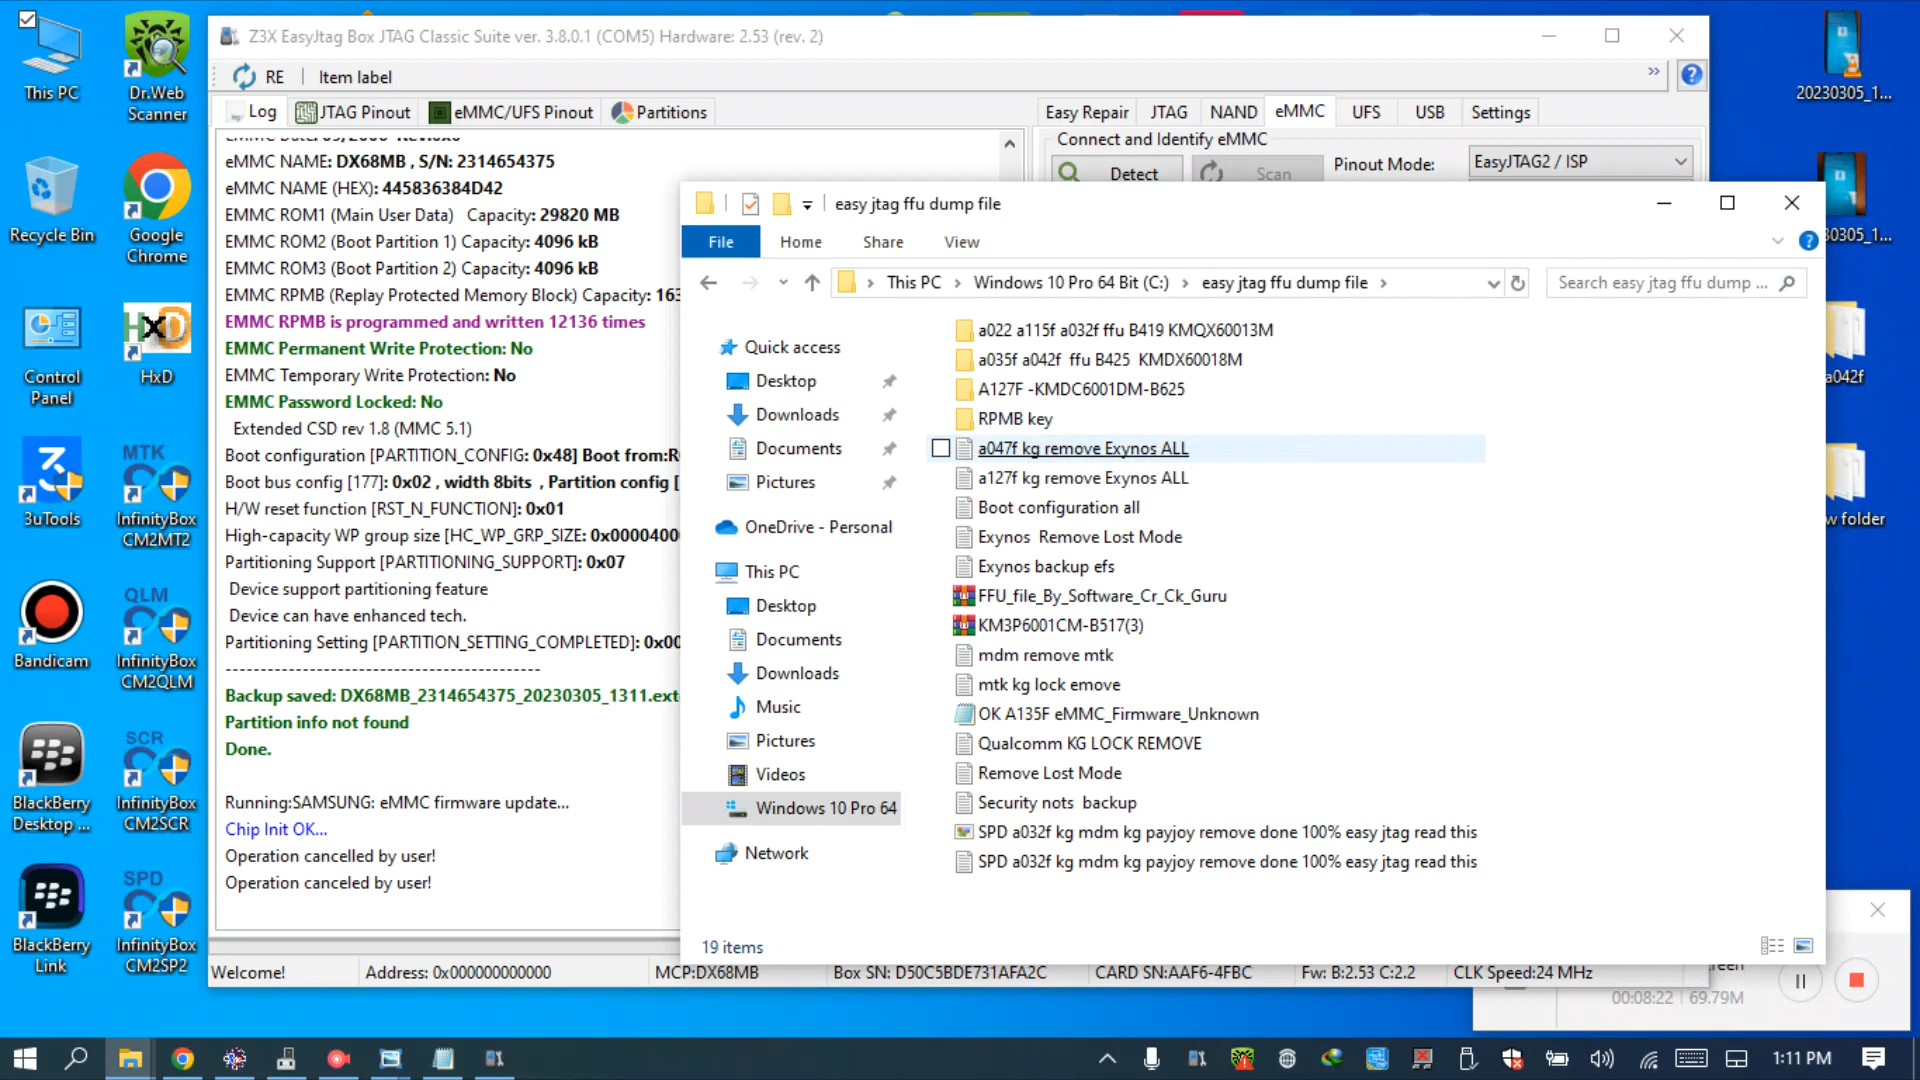 This PC
Dr.Web Scanner
Recycle Bin
Google Chrome
Control Panel
HxD
3uTools
MTK
InfinityBox CM2MT2
Bandicam
QLM
InfinityBox CM2QLM
BlackBerry Desktop ...
SCR
InfinityBox CM2SCR
BlackBerry Link
SPD
InfinityBox CM2SP2
Z3X EasyJtag Box JTAG Classic Suite ver. 3.8.0.1 (COM5) Hardware: 2.53 (rev. 2)
RE Item label
Log JTAG Pinout eMMC/UFS Pinout Partitions
eMMC NAME: DX68MB , S/N: 2314654375
eMMC NAME (HEX): 445836384D42
EMMC ROM1 (Main User Data) Capacity: 29820 MB
EMMC ROM2 (Boot Partition 1) Capacity: 4096 kB
EMMC ROM3 (Boot Partition 2) Capacity: 4096 kB
EMMC RPMB (Replay Protected Memory Block) Capacity: 163
EMMC RPMB is programmed and written 12136 times
EMMC Permanent Write Protection: No
EMMC Temporary Write Protection: No
EMMC Password Locked: No
Extended CSD rev 1.8 (MMC 5.1)
Boot configuration [PARTITION_CONFIG: 0x48] Boot from:R
Boot bus config [177]: 0x02 , width 8bits , Partition config [
H/W reset function [RST_N_FUNCTION]: 0x01
High-capacity WP group size [HC_WP_GRP_SIZE: 0x0000400
Partitioning Support [PARTITIONING_SUPPORT]: 0x07
Device support partitioning feature
Device can have enhanced tech.
Partitioning Setting [PARTITION_SETTING_COMPLETED]: 0x00
--------------------------------------------
Backup saved: DX68MB_2314654375_20230305_1311.ext
Partition info not found
Done.
Running:SAMSUNG: eMMC firmware update...
Chip Init OK...
Operation cancelled by user!
Operation canceled by user!
Welcome! Address: 0x000000000000 MCP:DX68MB Box SN: D50C5BDE731AFA2C CARD SN:AAF6-4FBC Fw: B:2.53 C:2.2 CLK Speed:24 MHz
Easy Repair JTAG NAND eMMC UFS USB Settings
Connect and Identify eMMC
Detect Scan Pinout Mode: EasyJTAG2 / ISP
easy jtag ffu dump file
File Home Share View
This PC > Windows 10 Pro 64 Bit (C:) > easy jtag ffu dump file >
Search easy jtag ffu dump ...
Quick access
Desktop
Downloads
Documents
Pictures
OneDrive - Personal
This PC
Desktop
Documents
Downloads
Music
Pictures
Videos
Windows 10 Pro 64
Network
a022 a115f a032f ffu B419 KMQX60013M
a035f a042f ffu B425 KMDX60018M
A127F -KMDC6001DM-B625
RPMB key
a047f kg remove Exynos ALL
a127f kg remove Exynos ALL
Boot configuration all
Exynos Remove Lost Mode
Exynos backup efs
FFU_file_By_Software_Cr_Ck_Guru
KM3P6001CM-B517(3)
mdm remove mtk
mtk kg lock emove
OK A135F eMMC_Firmware_Unknown
Qualcomm KG LOCK REMOVE
Remove Lost Mode
Security nots backup
SPD a032f kg mdm kg payjoy remove done 100% easy jtag read this
SPD a032f kg mdm kg payjoy remove done 100% easy jtag read this
19 items
20230305_1...
30305_1...
a042f
w folder
00:08:22 69.79M
1:11 PM